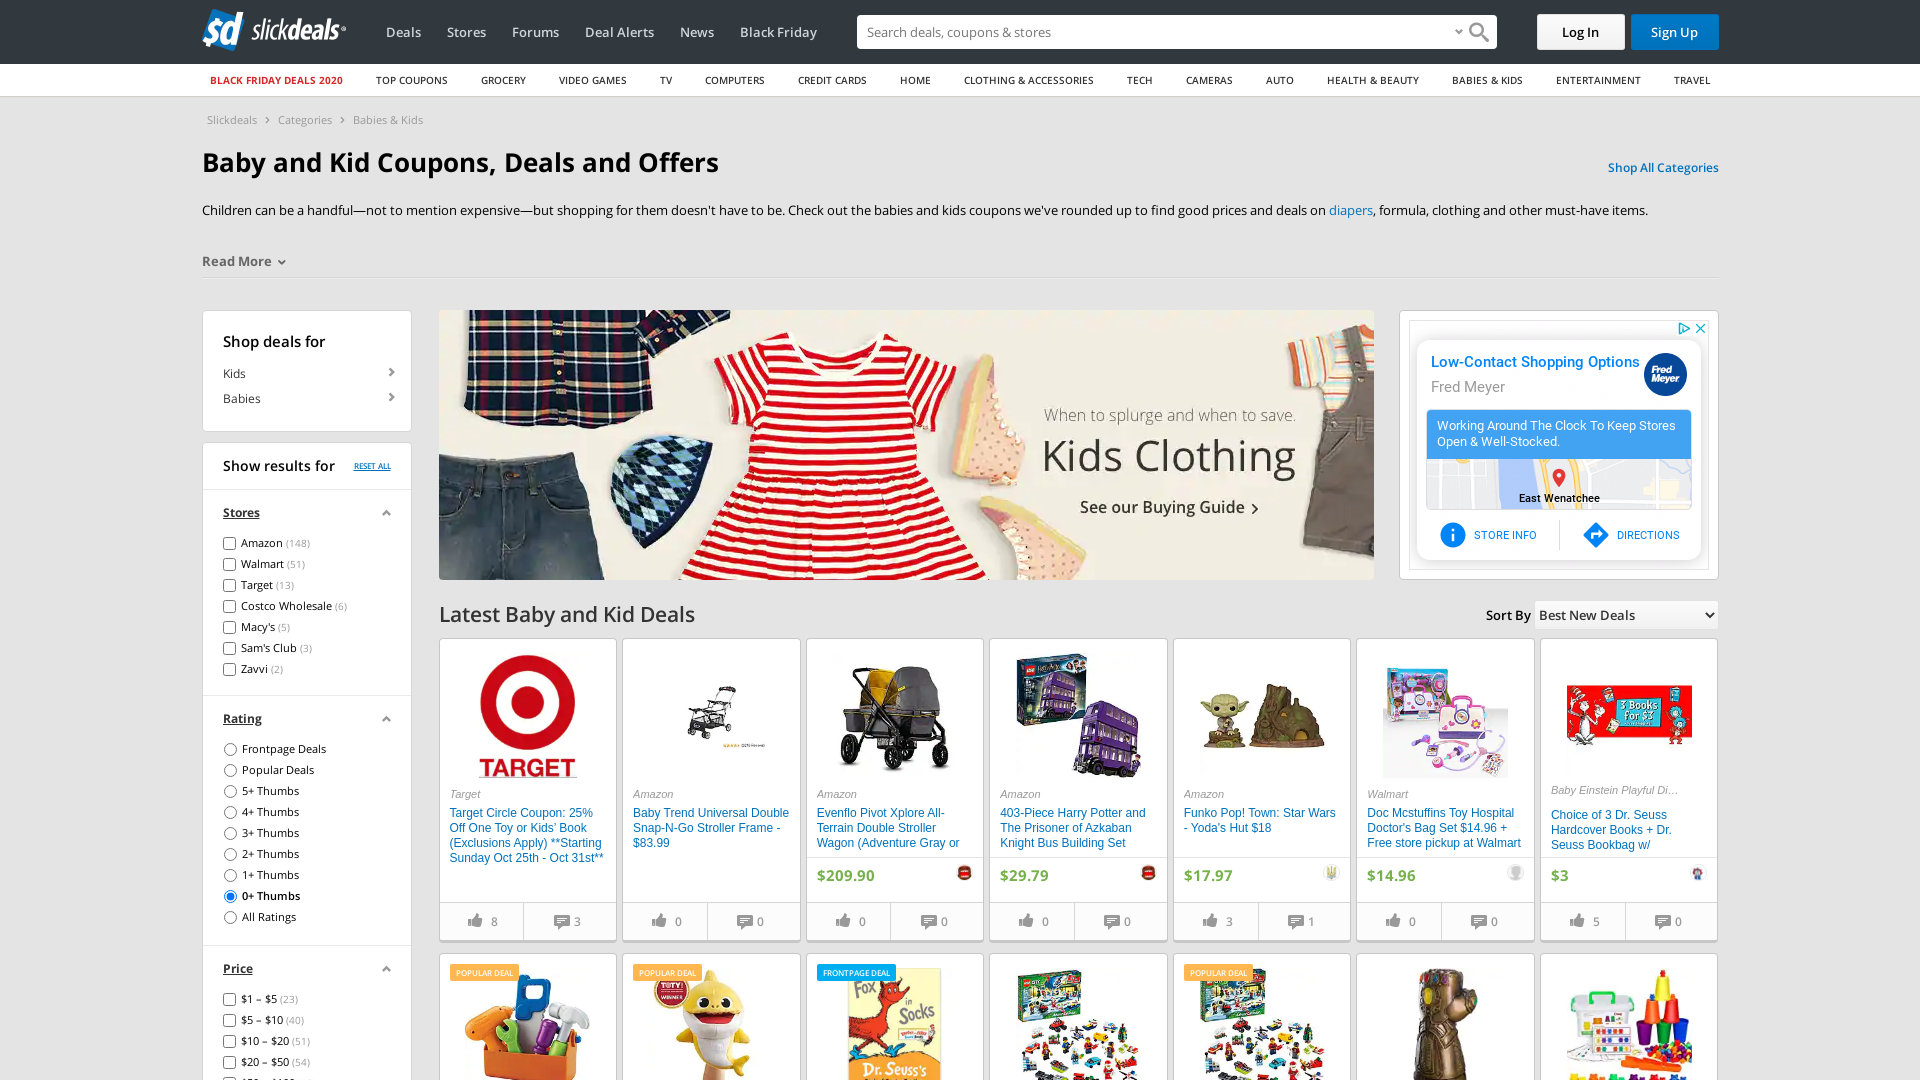 slickdeals
Deals
Stores
Forums
Deal Alerts
News
Black Friday
Search deals, coupons & stores
Log In
Sign Up
BLACK FRIDAY DEALS 2020
TOP COUPONS
GROCERY
VIDEO GAMES
TV
COMPUTERS
CREDIT CARDS
HOME
CLOTHING & ACCESSORIES
TECH
CAMERAS
AUTO
HEALTH & BEAUTY
BABIES & KIDS
ENTERTAINMENT
TRAVEL
Slickdeals > Categories > Babies & Kids
Baby and Kid Coupons, Deals and Offers
Shop All Categories
Children can be a handful—not to mention expensive—but shopping for them doesn't have to be. Check out the babies and kids coupons we've rounded up to find good prices and deals on diapers, formula, clothing and other must-have items.
Read More
Shop deals for
Kids
Babies
Show results for
RESET ALL
Stores
Amazon (148)
Walmart (51)
Target (13)
Costco Wholesale (6)
Macy's (5)
Sam's Club (3)
Zavvi (2)
Rating
Frontpage Deals
Popular Deals
5+ Thumbs
4+ Thumbs
3+ Thumbs
2+ Thumbs
1+ Thumbs
0+ Thumbs
All Ratings
Price
$1 – $5 (23)
$5 – $10 (40)
$10 – $20 (51)
$20 – $50 (54)
When to splurge and when to save.
Kids Clothing
See our Buying Guide >
Low-Contact Shopping Options
Fred Meyer
Fred
Meyer
Working Around The Clock To Keep Stores
Open & Well-Stocked.
East Wenatchee
STORE INFO
DIRECTIONS
Latest Baby and Kid Deals
Sort By
Best New Deals
TARGET
Target
Target Circle Coupon: 25%
Off One Toy or Kids' Book
(Exclusions Apply) **Starting
Sunday Oct 25th - Oct 31st**
8
3
Amazon
Baby Trend Universal Double
Snap-N-Go Stroller Frame -
$83.99
0
0
Amazon
Evenflo Pivot Xplore All-
Terrain Double Stroller
Wagon (Adventure Gray or
$209.90
0
0
Amazon
403-Piece Harry Potter and
The Prisoner of Azkaban
Knight Bus Building Set
$29.79
0
0
Amazon
Funko Pop! Town: Star Wars
- Yoda's Hut $18
$17.97
3
1
Walmart
Doc Mcstuffins Toy Hospital
Doctor's Bag Set $14.96 +
Free store pickup at Walmart
$14.96
0
0
3 Books
for $3
Baby Einstein Playful Di…
Choice of 3 Dr. Seuss
Hardcover Books + Dr.
Seuss Bookbag w/
$3
5
0
POPULAR DEAL
POPULAR DEAL
WINNER
FRONTPAGE DEAL
Fox
in
Socks
Dr. Seuss's
POPULAR DEAL